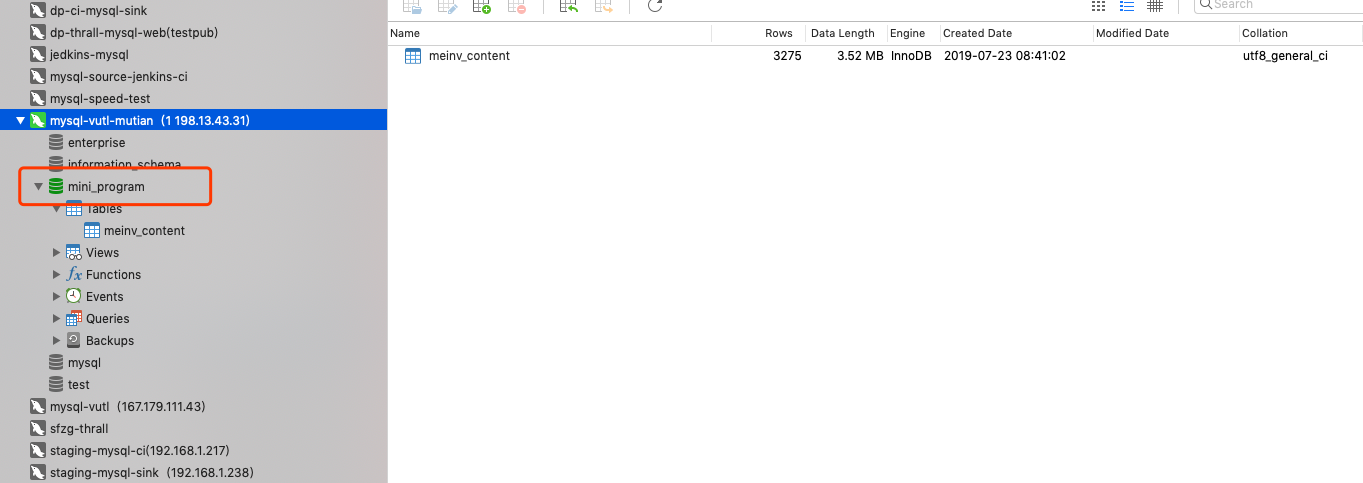 dp-ci-mysql-sink
dp-thrall-mysql-web(testpub)
jedkins-mysql
mysql-source-jenkins-ci
mysql-speed-test
mysql-vutl-mutian (1 198.13.43.31)
enterprise
information_schema
mini_program
Tables
meinv_content
Views
Functions
Events
Queries
Backups
mysql
test
mysql-vutl (167.179.111.43)
sfzg-thrall
staging-mysql-ci(192.168.1.217)
staging-mysql-sink (192.168.1.238)
Search
Name Rows Data Length Engine Created Date Modified Date Collation
meinv_content 3275 3.52 MB InnoDB 2019-07-23 08:41:02 utf8_general_ci